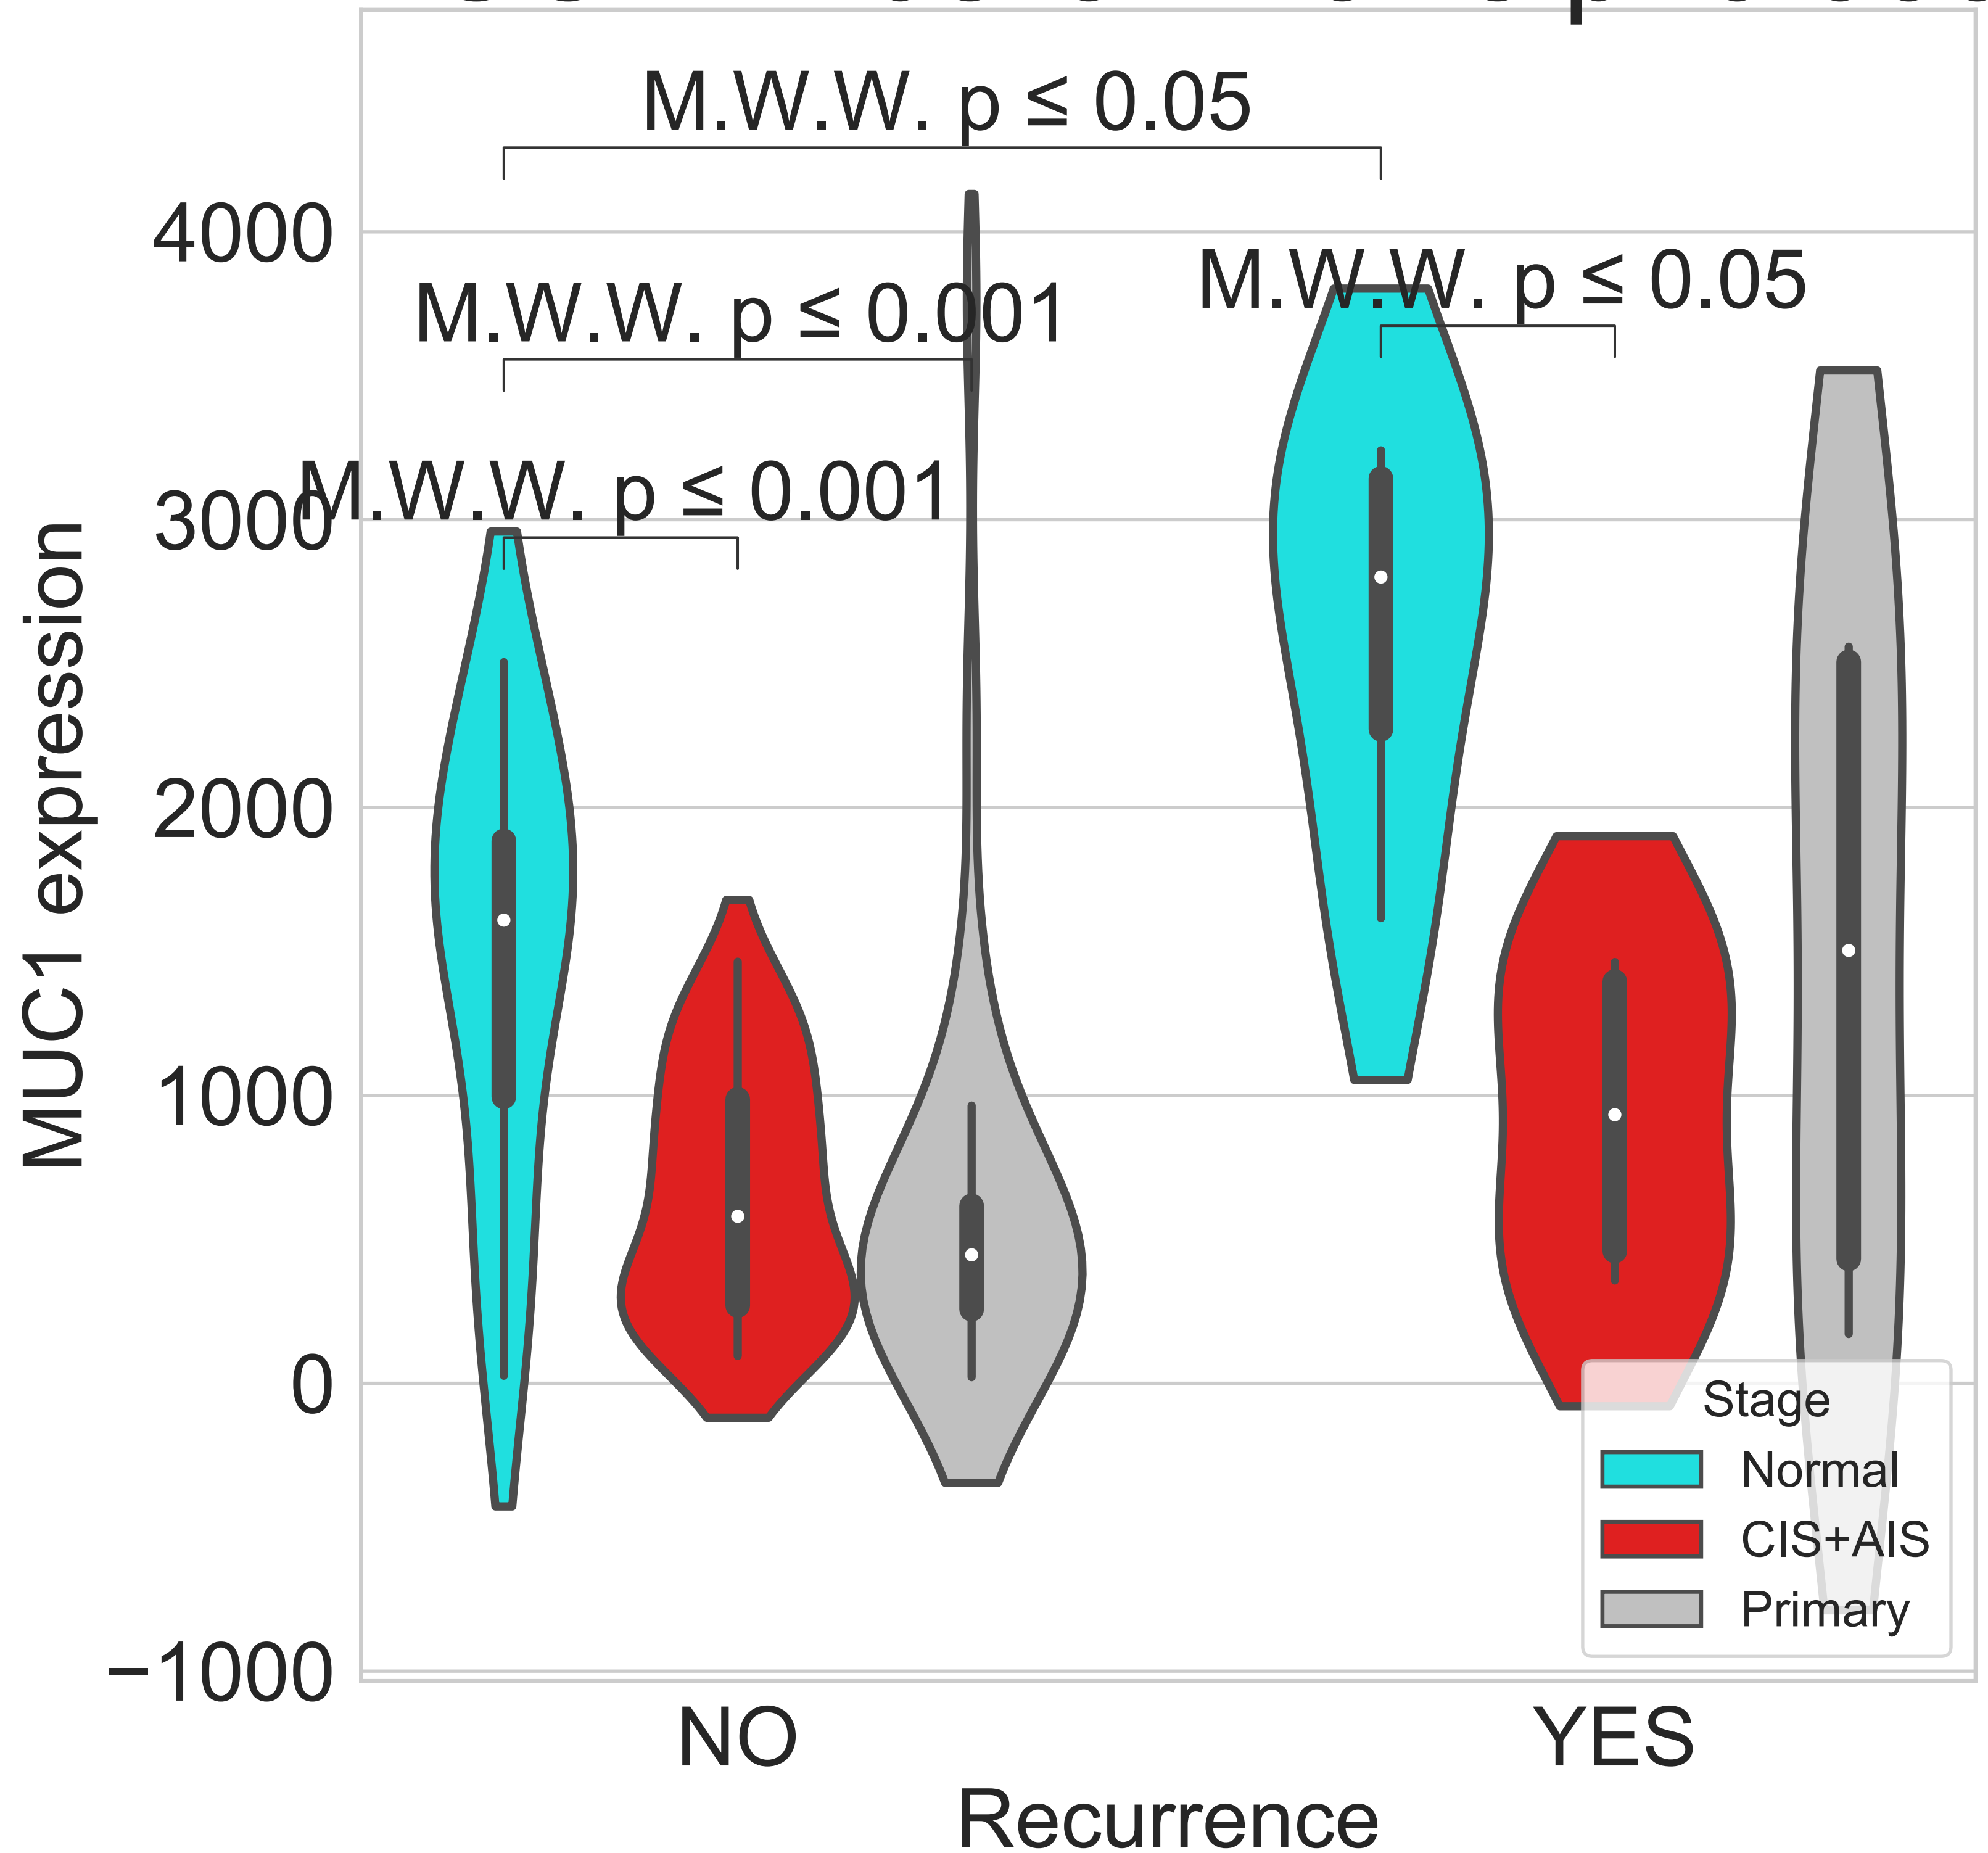 M.W.W. p ≤ 0.05
4000
M.W.W. p ≤ 0.05
M.W.W. p ≤ 0.001
M.W.W. p ≤ 0.001
3000
MUC1 expression
2000
1000
0
−1000
Stage
Normal
CIS+AIS
Primary
NO
YES
Recurrence